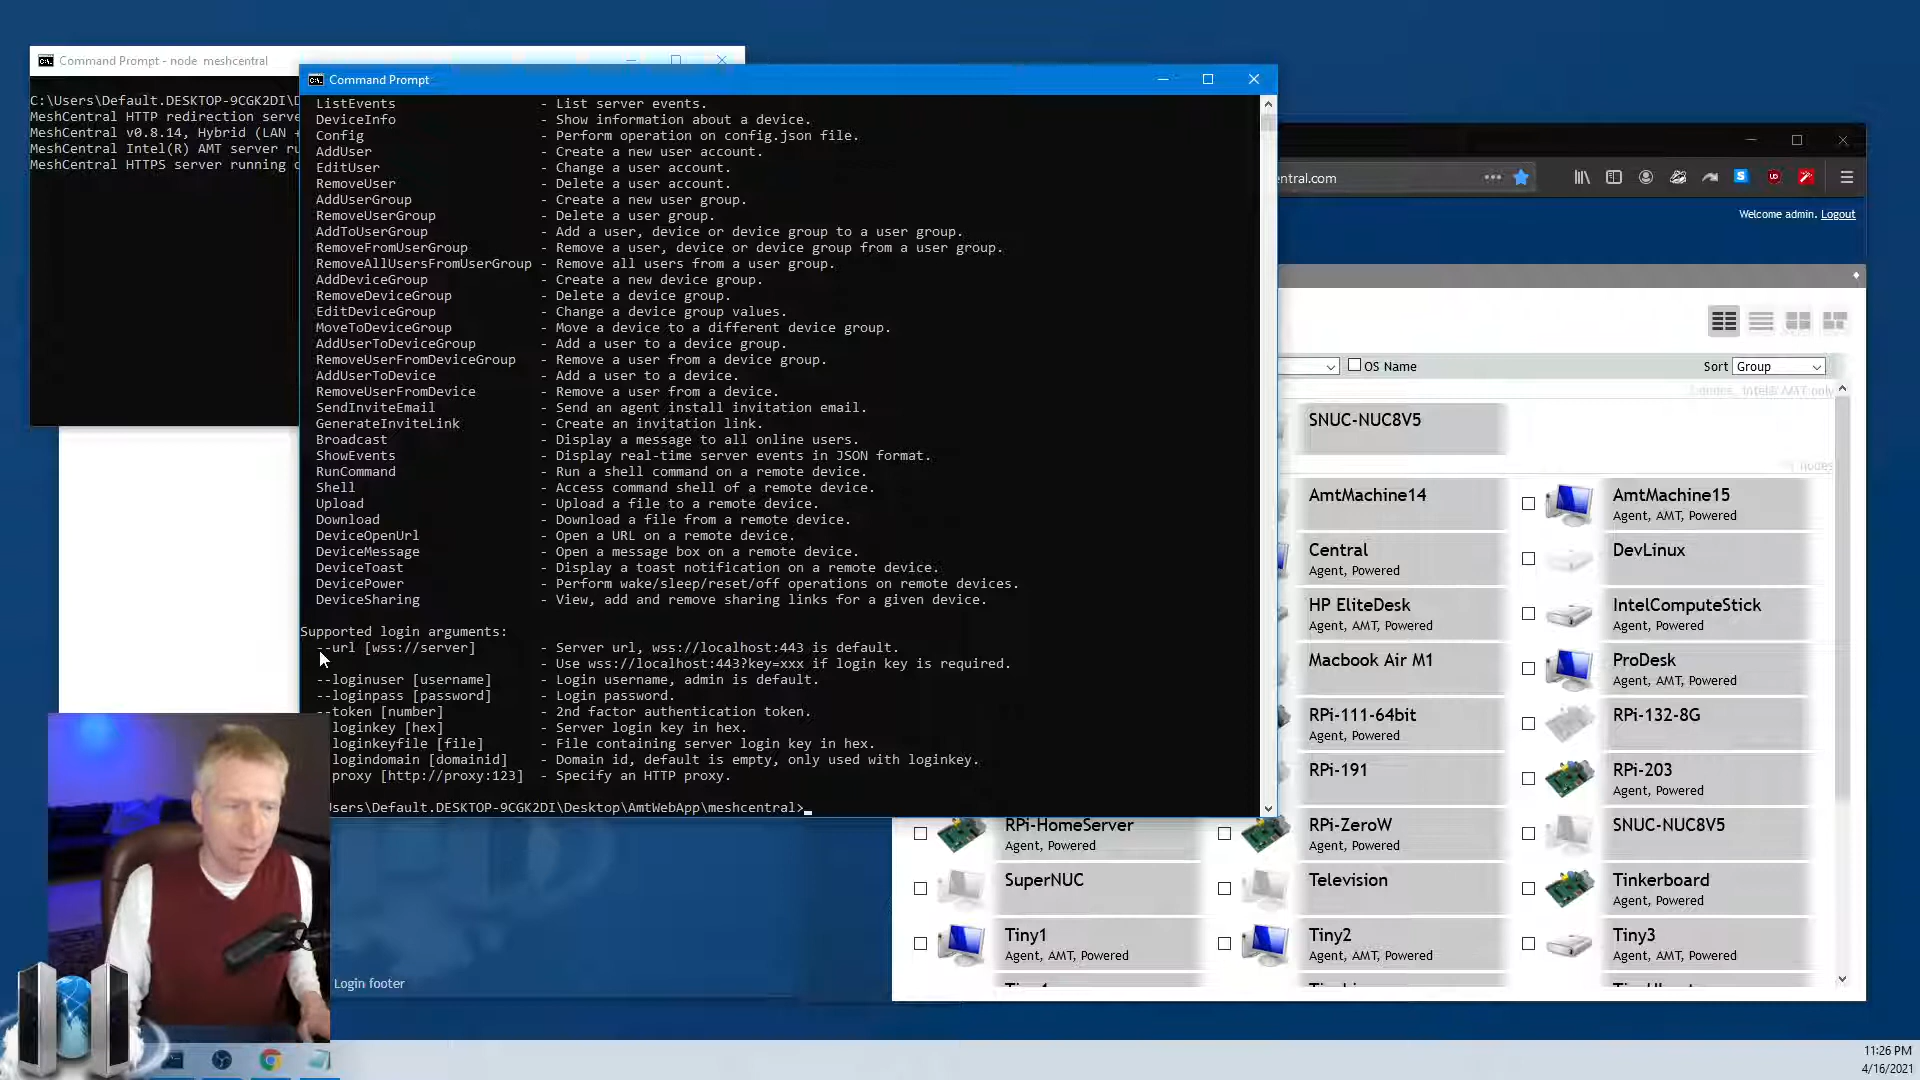 Command Prompt - node meshcentral
C:\Users\Default.DESKTOP-9CGK2DI\D
MeshCentral HTTP redirection serve
MeshCentral v0.8.14, Hybrid (LAN +
MeshCentral Intel(R) AMT server ru
MeshCentral HTTPS server running o
Command Prompt
ListEvents - List server events.
DeviceInfo - Show information about a device.
Config - Perform operation on config.json file.
AddUser - Create a new user account.
EditUser - Change a user account.
RemoveUser - Delete a user account.
AddUserGroup - Create a new user group.
RemoveUserGroup - Delete a user group.
AddToUserGroup - Add a user, device or device group to a user group.
RemoveFromUserGroup - Remove a user, device or device group from a user group.
RemoveAllUsersFromUserGroup - Remove all users from a user group.
AddDeviceGroup - Create a new device group.
RemoveDeviceGroup - Delete a device group.
EditDeviceGroup - Change a device group values.
MoveToDeviceGroup - Move a device to a different device group.
AddUserToDeviceGroup - Add a user to a device group.
RemoveUserFromDeviceGroup - Remove a user from a device group.
AddUserToDevice - Add a user to a device.
RemoveUserFromDevice - Remove a user from a device.
SendInviteEmail - Send an agent install invitation email.
GenerateInviteLink - Create an invitation link.
Broadcast - Display a message to all online users.
ShowEvents - Display real-time server events in JSON format.
RunCommand - Run a shell command on a remote device.
Shell - Access command shell of a remote device.
Upload - Upload a file to a remote device.
Download - Download a file from a remote device.
DeviceOpenUrl - Open a URL on a remote device.
DeviceMessage - Open a message box on a remote device.
DeviceToast - Display a toast notification on a remote device.
DevicePower - Perform wake/sleep/reset/off operations on remote devices.
DeviceSharing - View, add and remove sharing links for a given device.
Supported login arguments:
--url [wss://server] - Server url, wss://localhost:443 is default.
- Use wss://localhost:443?key=xxx if login key is required.
--loginuser [username] - Login username, admin is default.
--loginpass [password] - Login password.
--token [number] - 2nd factor authentication token.
loginkey [hex] - Server login key in hex.
loginkeyfile [file] - File containing server login key in hex.
logindomain [domainid] - Domain id, default is empty, only used with loginkey.
proxy [http://proxy:123] - Specify an HTTP proxy.
sers\Default.DESKTOP-9CGK2DI\Desktop\AmtWebApp\meshcentral>
entral.com
Welcome admin. Logout
OS Name
Sort Group
Intel® AMT only
SNUC-NUC8V5
nodes
AmtMachine14
AmtMachine15
Agent, AMT, Powered
Central
Agent, Powered
DevLinux
HP EliteDesk
Agent, AMT, Powered
IntelComputeStick
Macbook Air M1
ProDesk
Agent, AMT, Powered
RPi-111-64bit
Agent, Powered
RPi-132-8G
RPi-191
RPi-203
Agent, Powered
RPi-HomeServer
Agent, Powered
RPi-ZeroW
Agent, Powered
SNUC-NUC8V5
SuperNUC
Television
Tinkerboard
Agent, Powered
Tiny1
Agent, AMT, Powered
Tiny2
Agent, AMT, Powered
Tiny3
Agent, AMT, Powered
Login footer
11:26 PM
4/16/2021